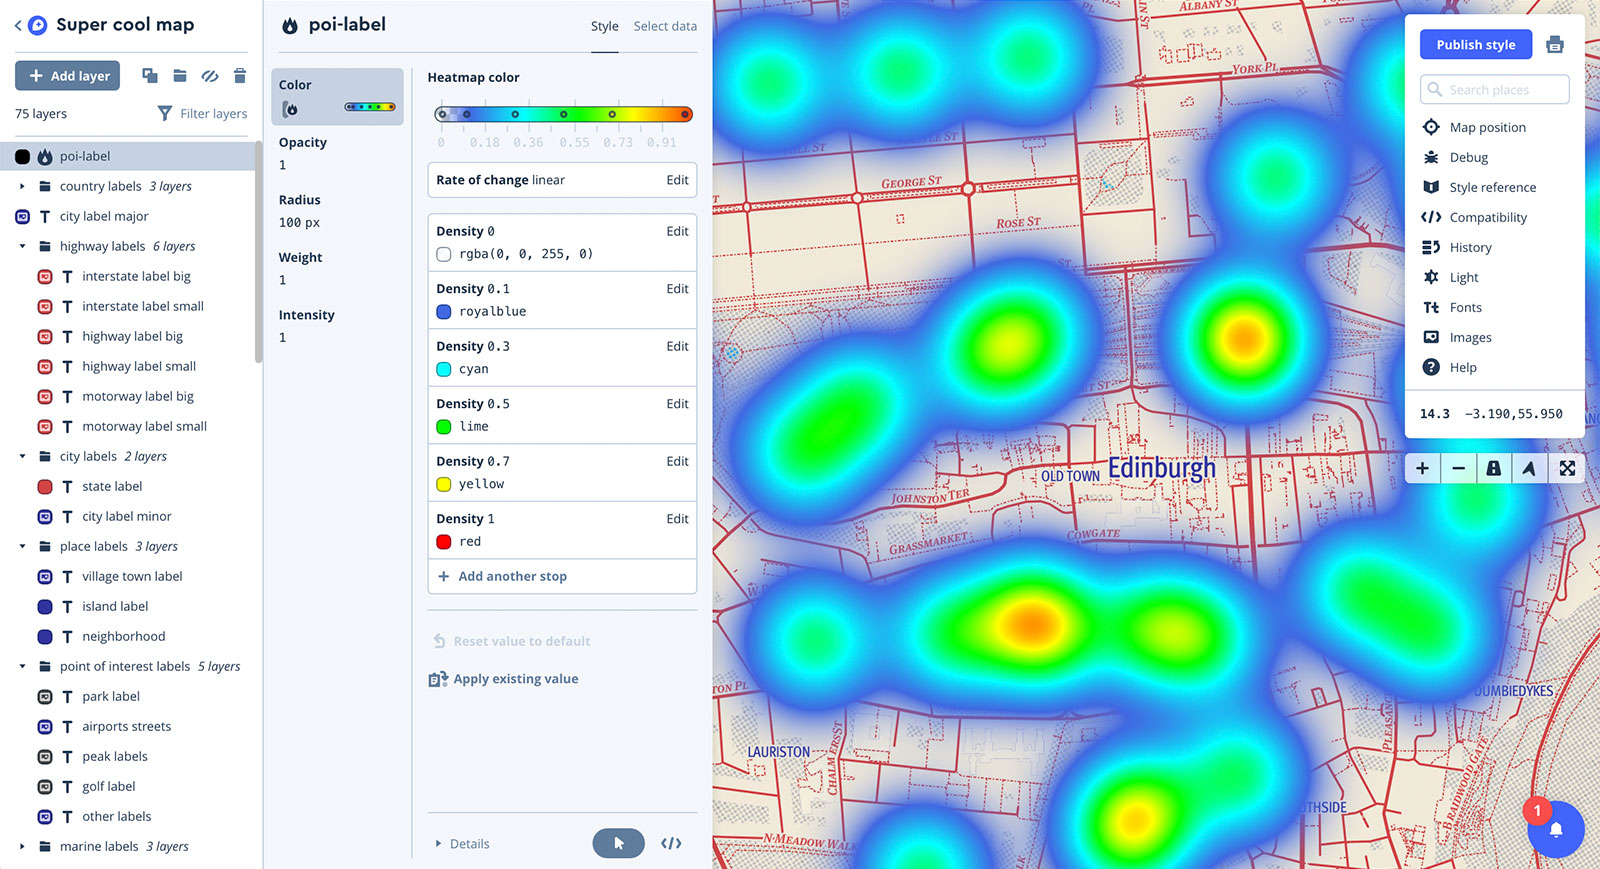 Super cool map
Add layer
75 layers
Filter layers
poi-label
country labels 3 layers
city label major
highway labels 6 layers
interstate label big
interstate label small
highway label big
highway label small
motorway label big
motorway label small
city labels 2 layers
state label
city label minor
place labels 3 layers
village town label
island label
neighborhood
point of interest labels 5 layers
park label
airports streets
peak labels
golf label
other labels
marine labels 3 layers
poi-label
Style
Select data
Color
Opacity
1
Radius
100 px
Weight
1
Intensity
1
Heatmap color
0 0.18 0.36 0.55 0.73 0.91
Rate of change linear Edit
Density 0 Edit
rgba(0, 0, 255, 0)
Density 0.1 Edit
royalblue
Density 0.3 Edit
cyan
Density 0.5 Edit
lime
Density 0.7 Edit
yellow
Density 1 Edit
red
Add another stop
Reset value to default
Apply existing value
Details
</>
ALBANY ST
YORK PL
GEORGE ST
ROSE ST
OLD TOWN
Edinburgh
JOHNSTON TER
GRASSMARKET
COWGATE
LAURISTON
CHALMERS ST
N MEADOW WALK
DUMBIEDYKES
BRAIDWOOD GATE
Publish style
Search places
Map position
Debug
Style reference
Compatibility
History
Light
Fonts
Images
Help
14.3 −3.190,55.950
1